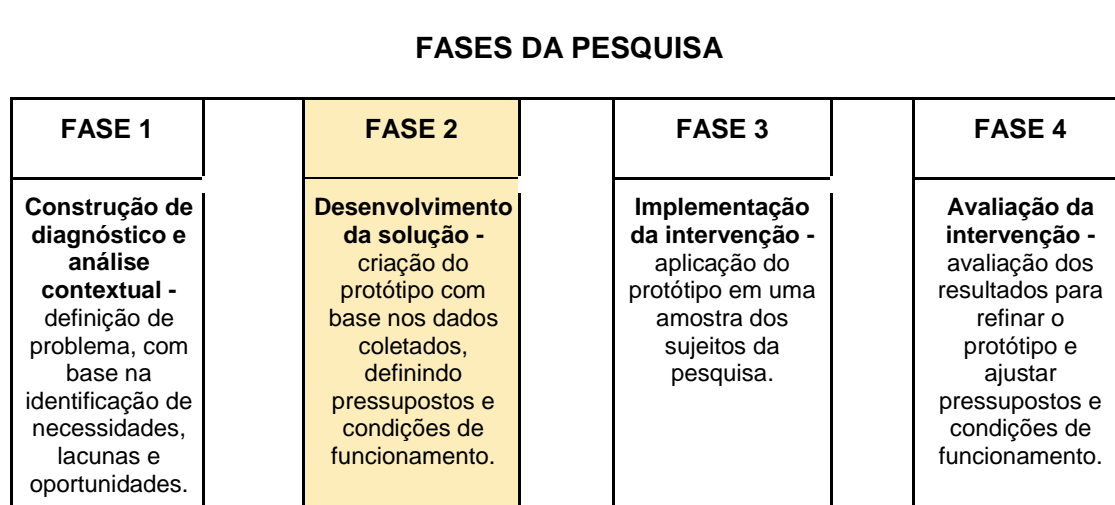 FASES DA PESQUISA
FASE 1
Construção de
diagnóstico e
análise
contextual -
definição de
problema, com
base na
identificação de
necessidades,
lacunas e
oportunidades.
FASE 2
Desenvolvimento
da solução -
criação do
protótipo com
base nos dados
coletados,
definindo
pressupostos e
condições de
funcionamento.
FASE 3
Implementação
da intervenção -
aplicação do
protótipo em uma
amostra dos
sujeitos da
pesquisa.
FASE 4
Avaliação da
intervenção -
avaliação dos
resultados para
refinar o
protótipo e
ajustar
pressupostos e
condições de
funcionamento.